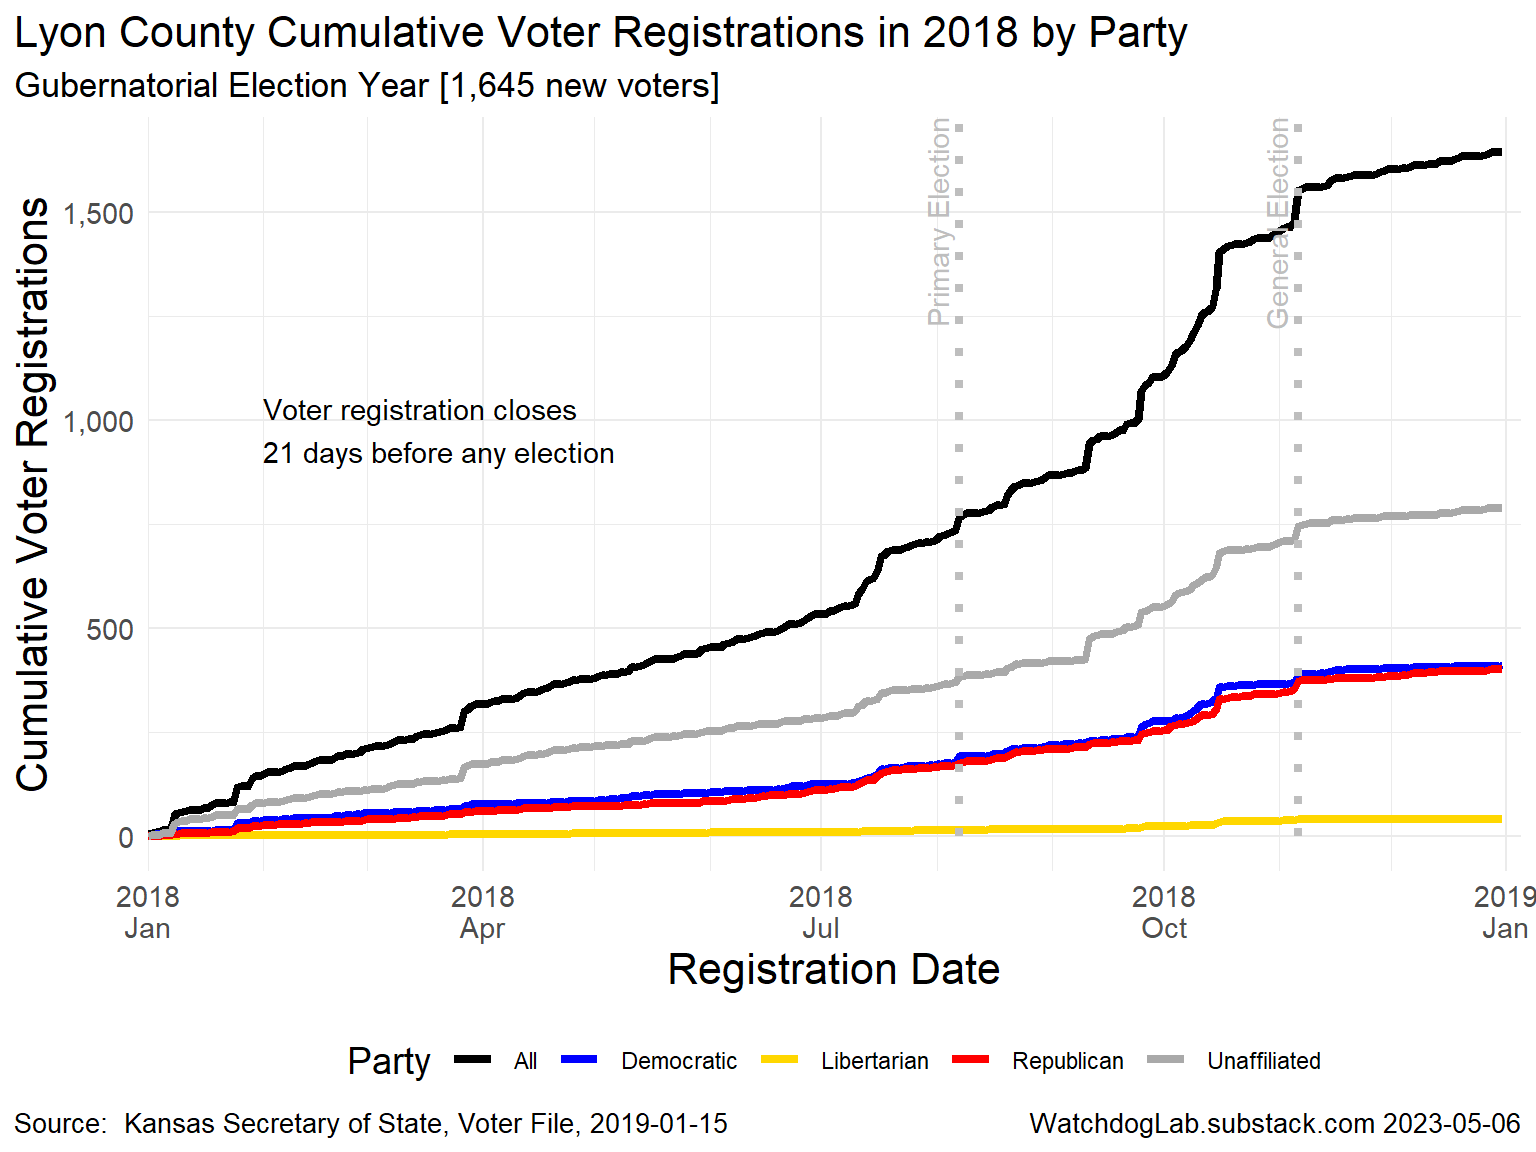 Lyon County Cumulative Voter Registrations in 2018 by Party
Gubernatorial Election Year [1,645 new voters]
Cumulative Voter Registrations
1,500
1,000
500
0
Primary Election
General Election
Voter registration closes
21 days before any election
2018 2018 2018 2018 2019
Jan Apr Jul Oct Jan
Registration Date
Party All Democratic Libertarian Republican Unaffiliated
Source:  Kansas Secretary of State, Voter File, 2019-01-15
WatchdogLab.substack.com 2023-05-06